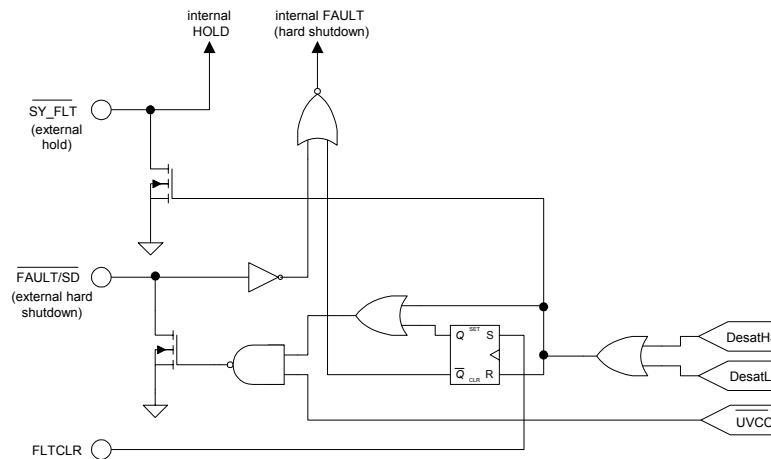 internal
HOLD
internal FAULT
(hard shutdown)
SY_FLT
(external
hold)
FAULT/SD
(external hard
shutdown)
Q
SET
S
Q
CLR
R
DesatHS
DesatL
UVCC
FLTCLR